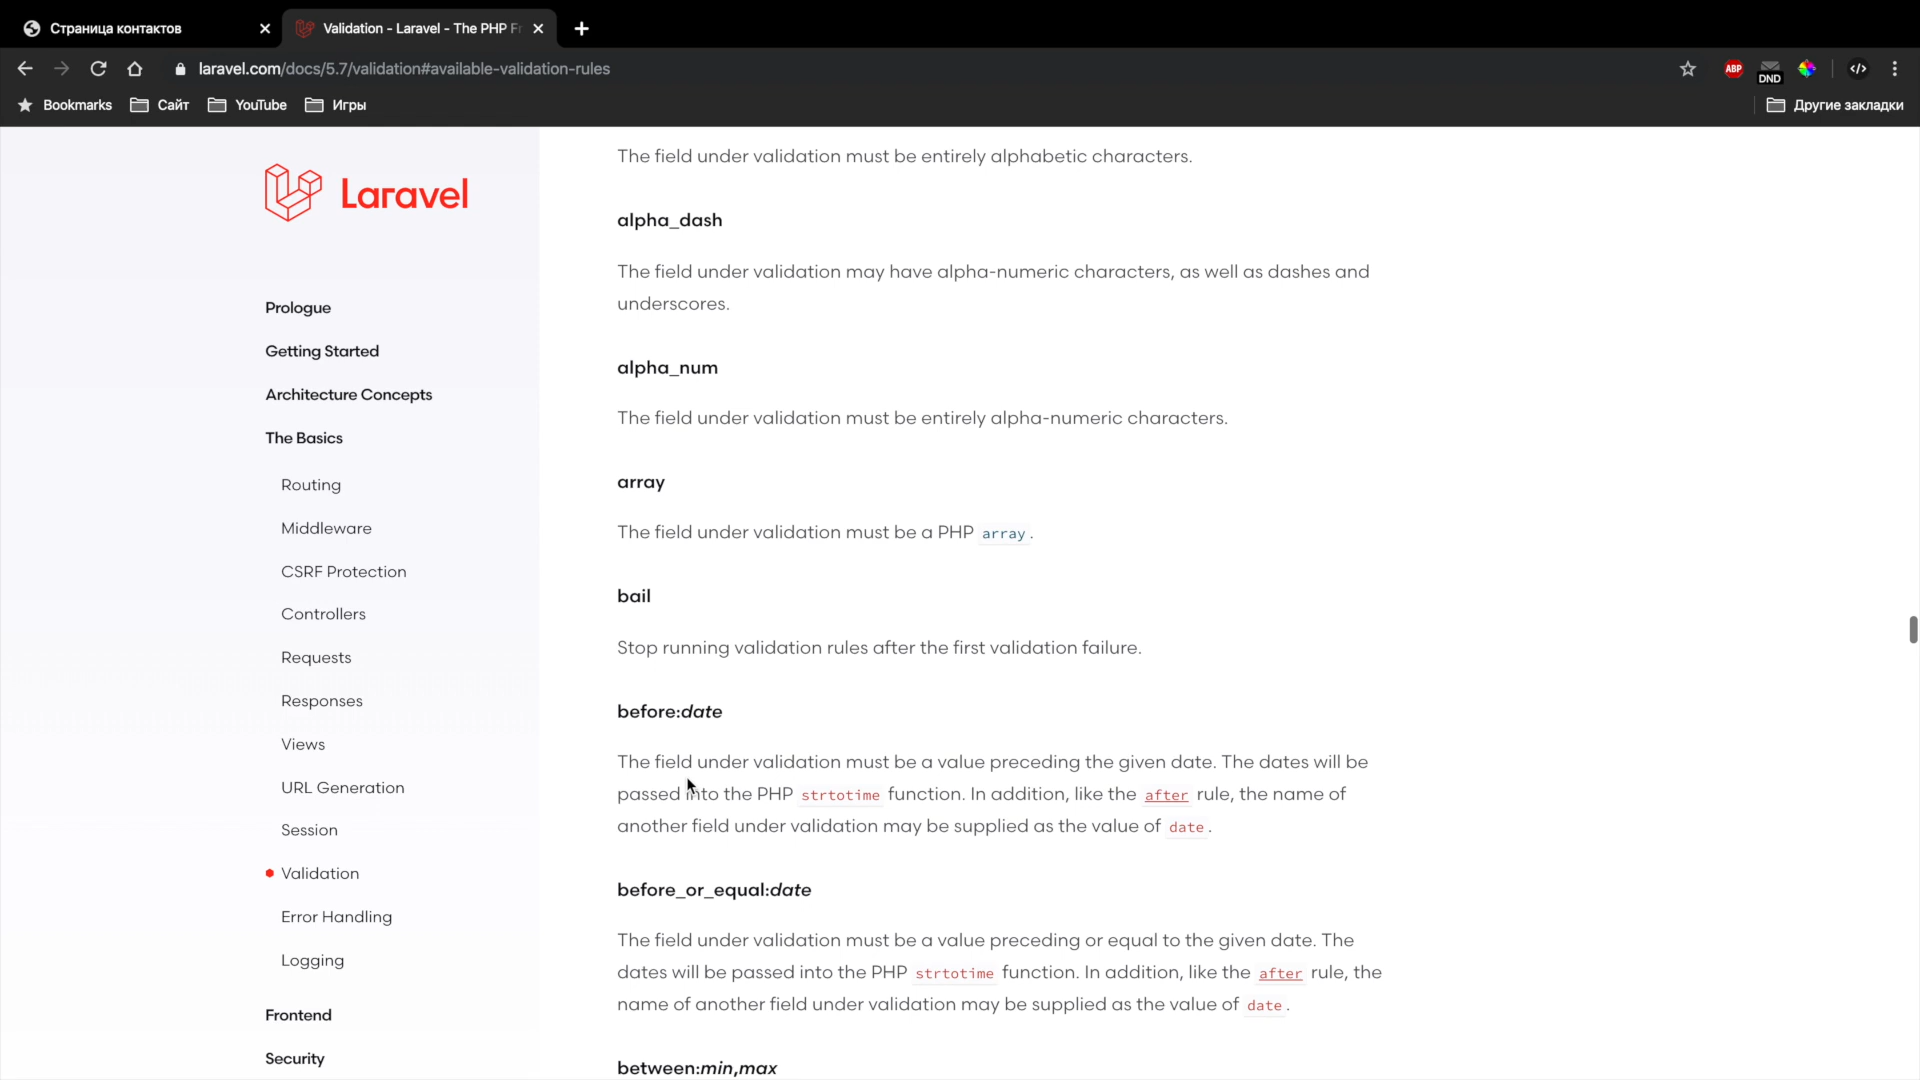 Страница контактов
Validation - Laravel - The PHP Fr
laravel.com/docs/5.7/validation#available-validation-rules
ABP
DND
Bookmarks
Сайт
YouTube
Игры
Другие закладки
Laravel
Prologue
Getting Started
Architecture Concepts
The Basics
Routing
Middleware
CSRF Protection
Controllers
Requests
Responses
Views
URL Generation
Session
Validation
Error Handling
Logging
Frontend
Security
The field under validation must be entirely alphabetic characters.
alpha_dash
The field under validation may have alpha-numeric characters, as well as dashes and
underscores.
alpha_num
The field under validation must be entirely alpha-numeric characters.
array
The field under validation must be a PHP array.
bail
Stop running validation rules after the first validation failure.
before:date
The field under validation must be a value preceding the given date. The dates will be
passed into the PHP strtotime function. In addition, like the after rule, the name of
another field under validation may be supplied as the value of date.
before_or_equal:date
The field under validation must be a value preceding or equal to the given date. The
dates will be passed into the PHP strtotime function. In addition, like the after rule, the
name of another field under validation may be supplied as the value of date.
between:min,max